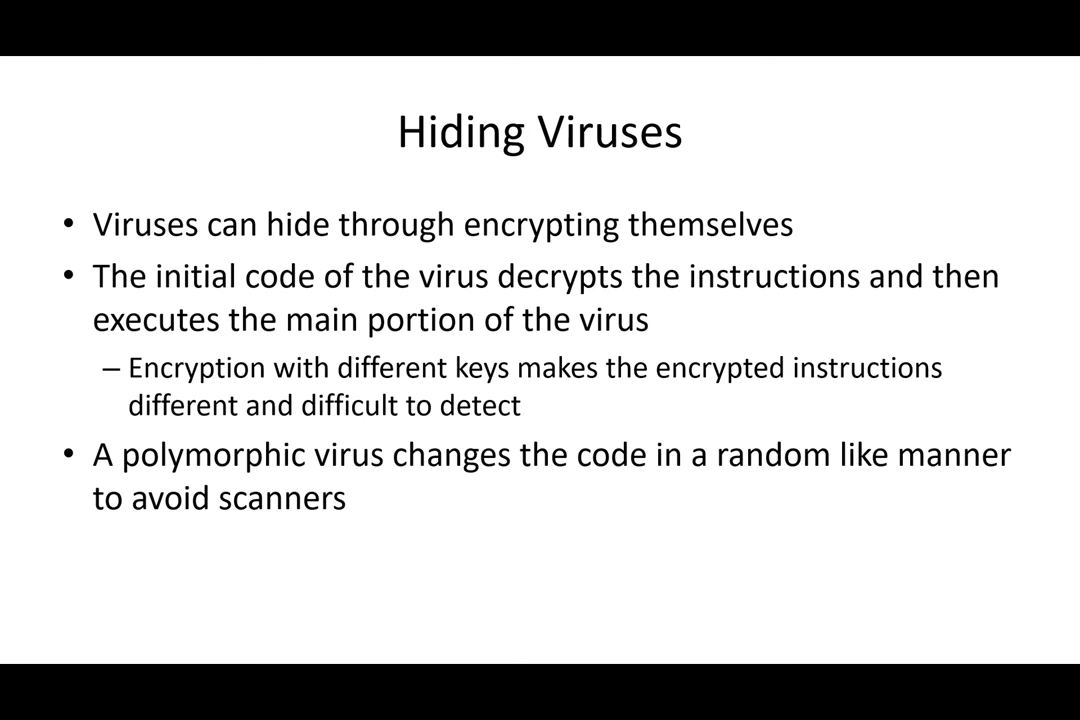 Hiding Viruses
• Viruses can hide through encrypting themselves
• The initial code of the virus decrypts the instructions and then
executes the main portion of the virus
– Encryption with different keys makes the encrypted instructions
different and difficult to detect
• A polymorphic virus changes the code in a random like manner
to avoid scanners